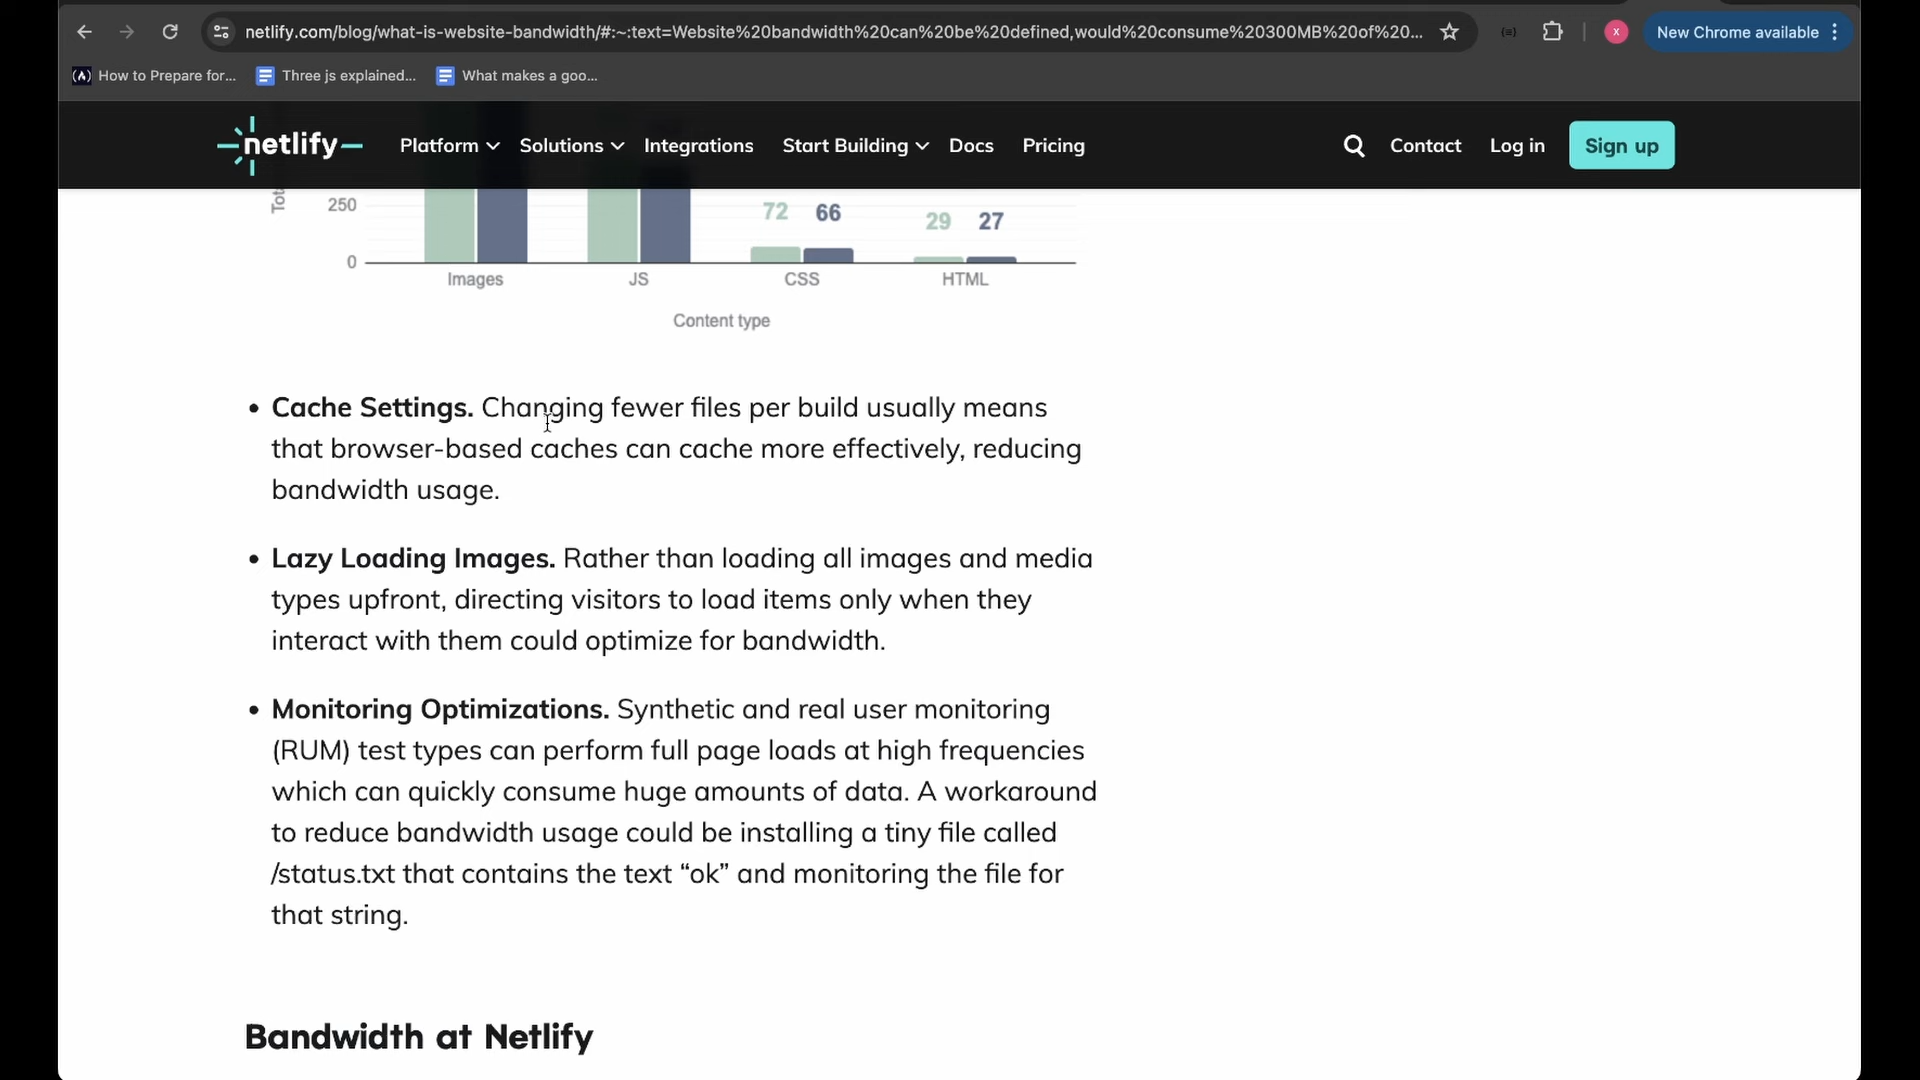 netlify.com/blog/what-is-website-bandwidth/#:~:text=Website%20bandwidth%20can%20be%20defined,would%20consume%20300MB%20of%20...
X
New Chrome available
How to Prepare for...
Three js explained...
What makes a goo...
netlify
Platform
Solutions
Integrations
Start Building
Docs
Pricing
Contact
Log in
Sign up
250
72
66
29
27
0
Images
JS
CSS
HTML
Content type
• Cache Settings. Changing fewer files per build usually means
that browser-based caches can cache more effectively, reducing
bandwidth usage.
• Lazy Loading Images. Rather than loading all images and media
types upfront, directing visitors to load items only when they
interact with them could optimize for bandwidth.
• Monitoring Optimizations. Synthetic and real user monitoring
(RUM) test types can perform full page loads at high frequencies
which can quickly consume huge amounts of data. A workaround
to reduce bandwidth usage could be installing a tiny file called
/status.txt that contains the text “ok” and monitoring the file for
that string.
Bandwidth at Netlify